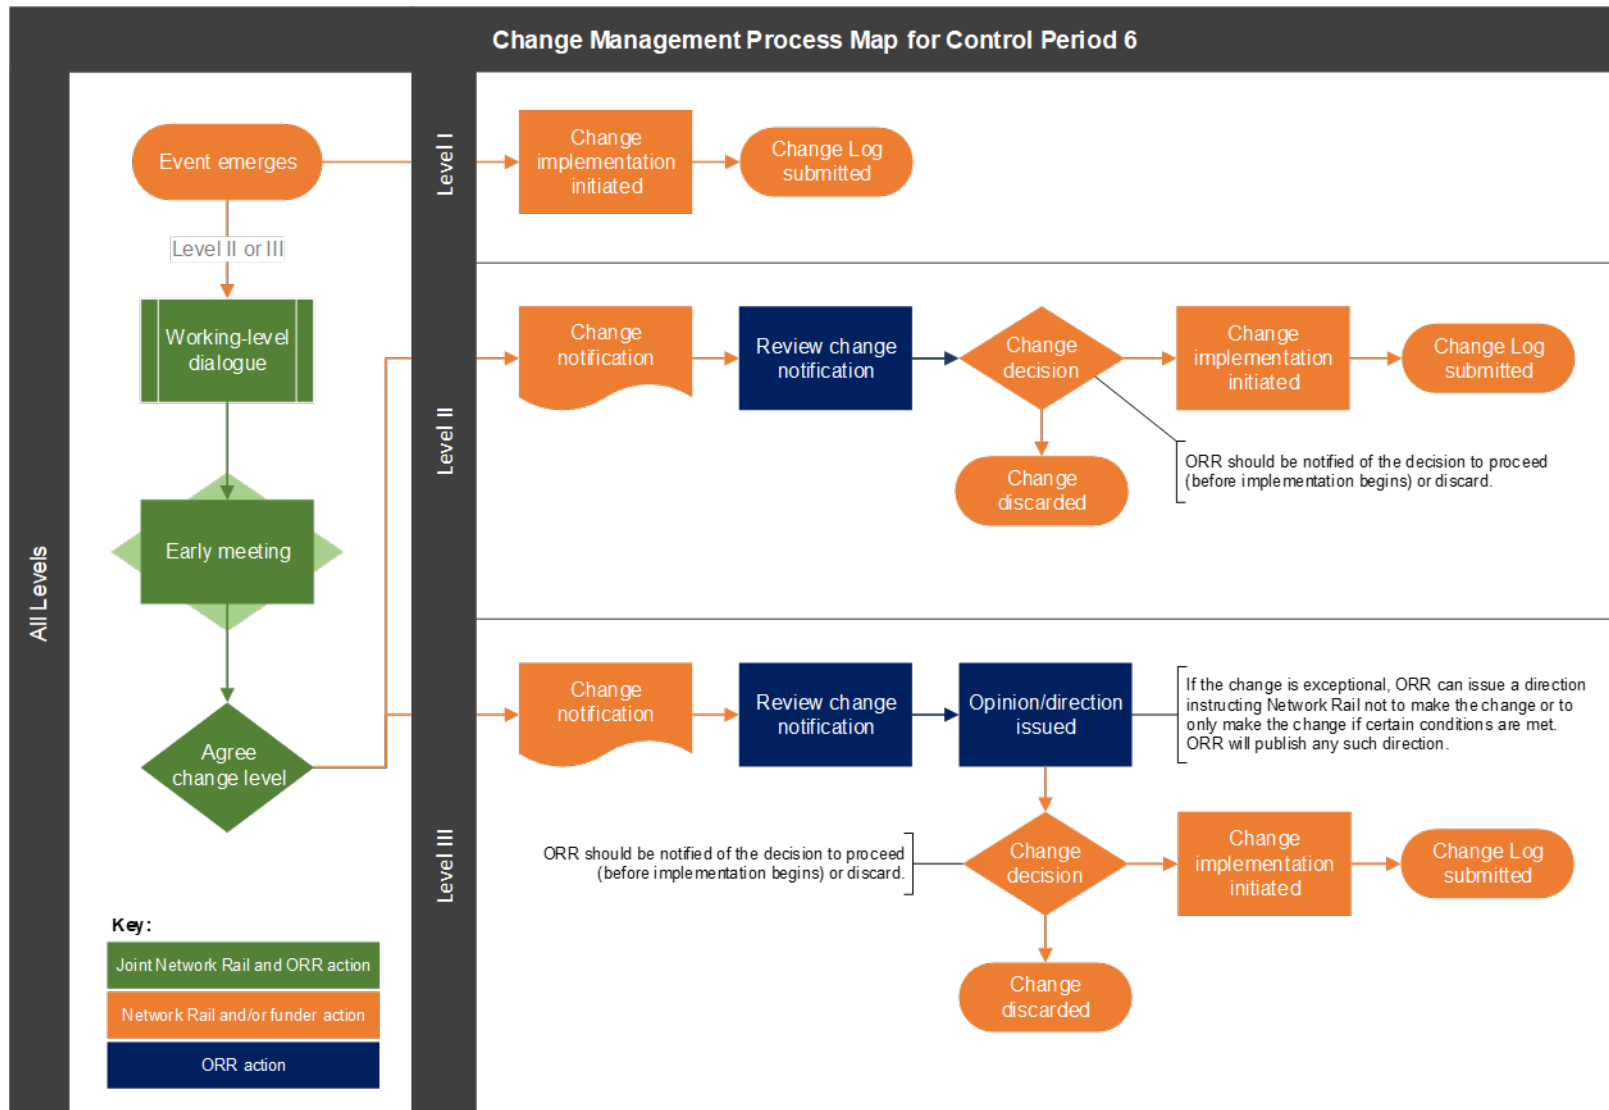 Change Management Process Map for Control Period 6
All Levels
Event emerges
Level II or III
Working-level
dialogue
Early meeting
Agree
change level
Key:
Joint Network Rail and ORR action
Network Rail and/or funder action
ORR action
Level I
Change
implementation
initiated
Change Log
submitted
Level II
Change
notification
Review change
notification
Change
decision
Change
implementation
initiated
Change Log
submitted
Change
discarded
ORR should be notified of the decision to proceed
(before implementation begins) or discard.
Level III
Change
notification
Review change
notification
Opinion/direction
issued
If the change is exceptional, ORR can issue a direction
instructing Network Rail not to make the change or to
only make the change if certain conditions are met.
ORR will publish any such direction.
ORR should be notified of the decision to proceed
(before implementation begins) or discard.
Change
decision
Change
implementation
initiated
Change Log
submitted
Change
discarded